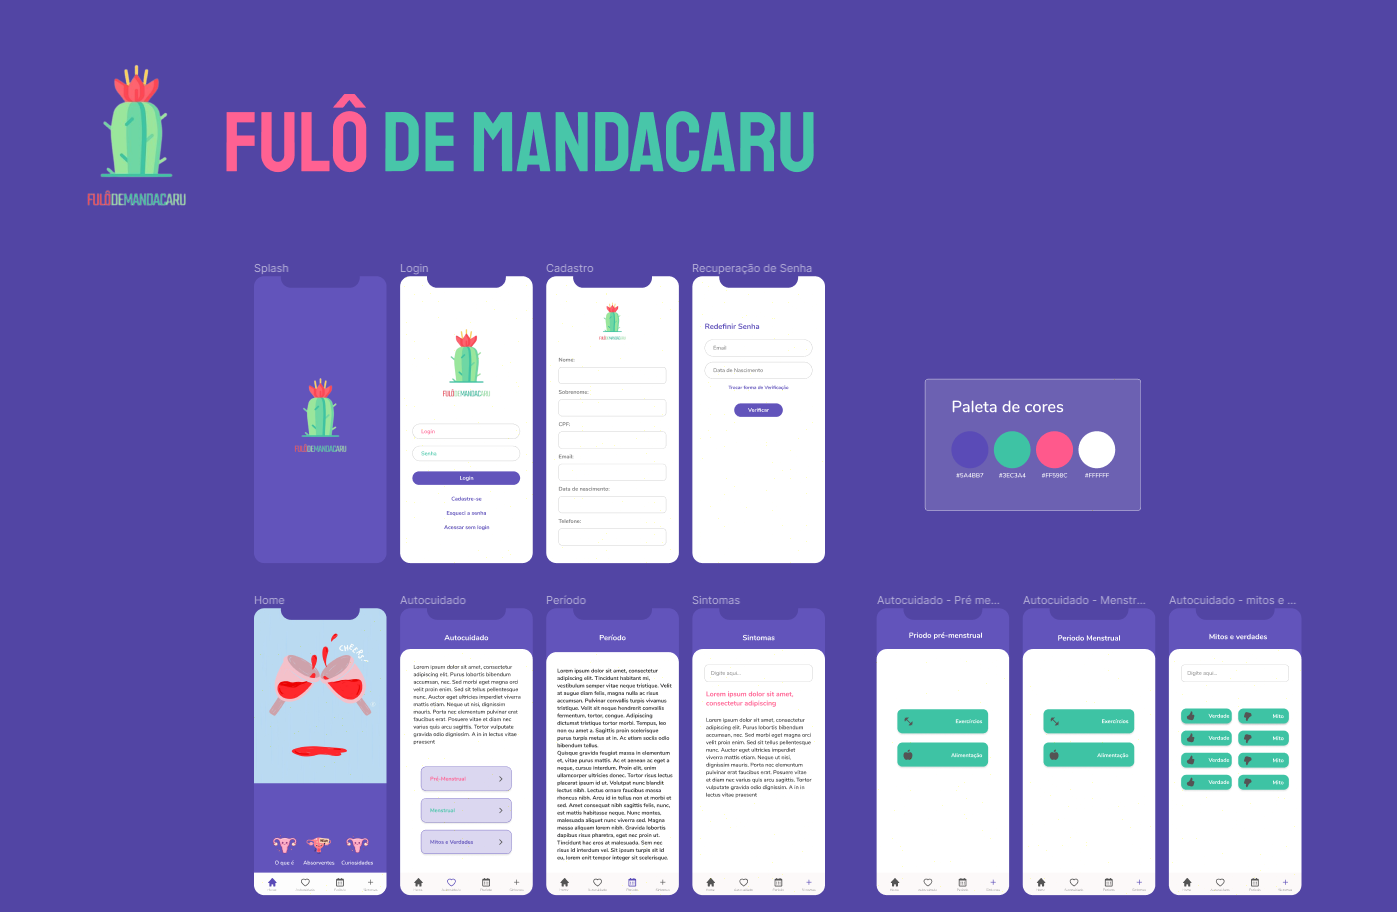 FULÔ DE MANDACARU
FULÔDEMANDACARU
Splash
FULÔDEMANDACARU
Login
FULÔDEMANDACARU
Login
Senha
Login
Cadastre-se
Esqueci a senha
Acessar sem login
Cadastro
Nome:
Sobrenome:
CPF:
Email:
Data de nascimento:
Telefone:
Recuperação de Senha
Redefinir Senha
Email
Data de Nascimento
Trocar forma de Verificação
Verificar
Paleta de cores
#5A4BB7 #3EC3A4 #FF59BC #FFFFFF
Home
CHEERS!
O que é Absorventes Curiosidades
Autocuidado
Autocuidado
Lorem ipsum dolor sit amet, consectetur
adipiscing elit. Purus lobortis bibendum
accumsan, nec. Sed morbi eget magna orci
velit proin enim. Sed sit tellus pellentesque
nunc. Auctor eget ultricies imperdiet viverra
mattis etiam. Neque ut nisi, dignissim
mauris. Porta nec elementum pulvinar erat
faucibus erat. Posuere vitae et diam nec
varius quis arcu sagittis. Tortor vulputate
gravida odio dignissim. A in in lectus vitae
praesent
Pré-Menstrual
Menstrual
Mitos e Verdades
Período
Período
Lorem ipsum dolor sit amet, consectetur
adipiscing elit. Tincidunt habitant mi,
vestibulum semper vitae neque tristique. Velit
at augue diam felis, magna nulla ac risus
accumsan. Pulvinar convallis turpis vivamus
tristique. Velit sit neque hendrerit convallis
fermentum, tortor, congue. Adipiscing
dictumst tristique tortor morbi. Tempus, leo
non eu amet a. Sagittis proin scelerisque
purus turpis metus at in. Ac etiam sociis odio
bibendum tellus.
Quisque gravida feugiat massa in elementum
et, vitae purus mattis. Ac et aenean ac eget a
neque, cursus interdum. Proin elit, enim
ullamcorper ultricies donec. Tortor risus lectus
placerat ipsum id ut. Volutpat nunc blandit
lectus nibh. Lectus ornare faucibus massa
rhoncus nibh. Arcu id in tellus non et morbi et
sed. Amet consequat nibh sagittis felis, nunc,
est mattis habitasse neque. Nunc montes,
malesuada aliquet nunc viverra sed. Magna
massa aliquam lorem nibh. Gravida lobortis
dapibus risus pharetra, eget nec proin ut.
Tincidunt hac eros at malesuada. Sem nec
risus id interdum vel. Sit ipsum turpis sit id
eu, lorem enit tempor integer sit scelerisque.
Sintomas
Sintomas
Digite aqui...
Lorem ipsum dolor sit amet,
consectetur adipiscing
Lorem ipsum dolor sit amet, consectetur
adipiscing elit. Purus lobortis bibendum
accumsan, nec. Sed morbi eget magna orci
velit proin enim. Sed sit tellus pellentesque
nunc. Auctor eget ultricies imperdiet viverra
mattis etiam. Neque ut nisi,
dignissim mauris. Porta nec elementum
pulvinar erat faucibus erat. Posuere vitae
et diam nec varius quis arcu sagittis. Tortor
vulputate gravida odio dignissim. A in in
lectus vitae praesent
Autocuidado - Pré me...
Príodo pré-menstrual
Exercícios
Alimentação
Autocuidado - Menstr...
Periodo Menstrual
Exercícios
Alimentação
Autocuidado - mitos e ...
Mitos e verdades
Digite aqui...
Verdade Mito
Verdade Mito
Verdade Mito
Verdade Mito